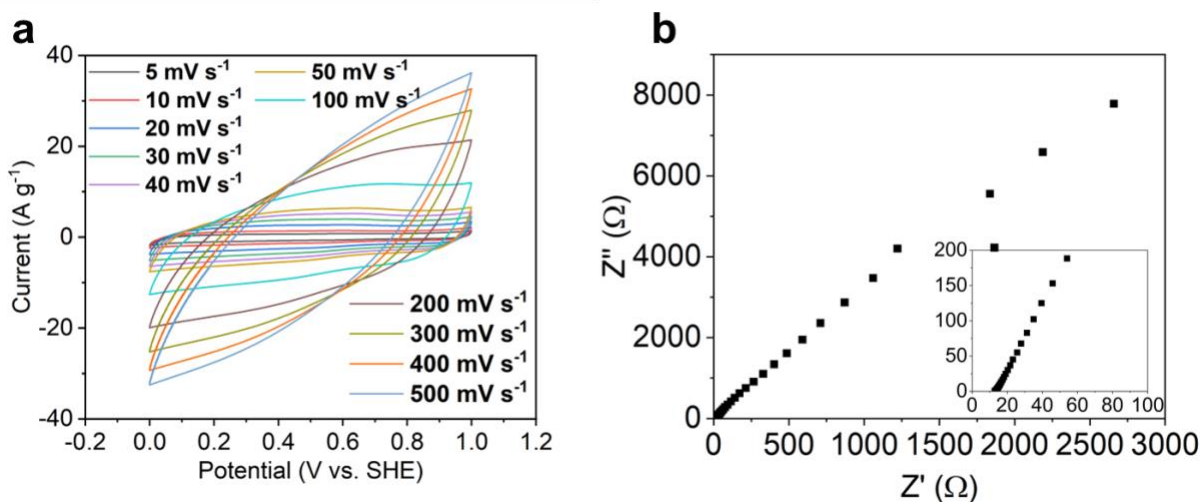 a
40
20
0
-20
-40
Current (A g⁻¹)
5 mV s⁻¹
10 mV s⁻¹
20 mV s⁻¹
30 mV s⁻¹
40 mV s⁻¹
50 mV s⁻¹
100 mV s⁻¹
200 mV s⁻¹
300 mV s⁻¹
400 mV s⁻¹
500 mV s⁻¹
-0.2 0.0 0.2 0.4 0.6 0.8 1.0 1.2
Potential (V vs. SHE)
b
8000
6000
4000
2000
0
Z'' (Ω)
200
150
100
50
0
0 20 40 60 80 100
0 500 1000 1500 2000 2500 3000
Z' (Ω)